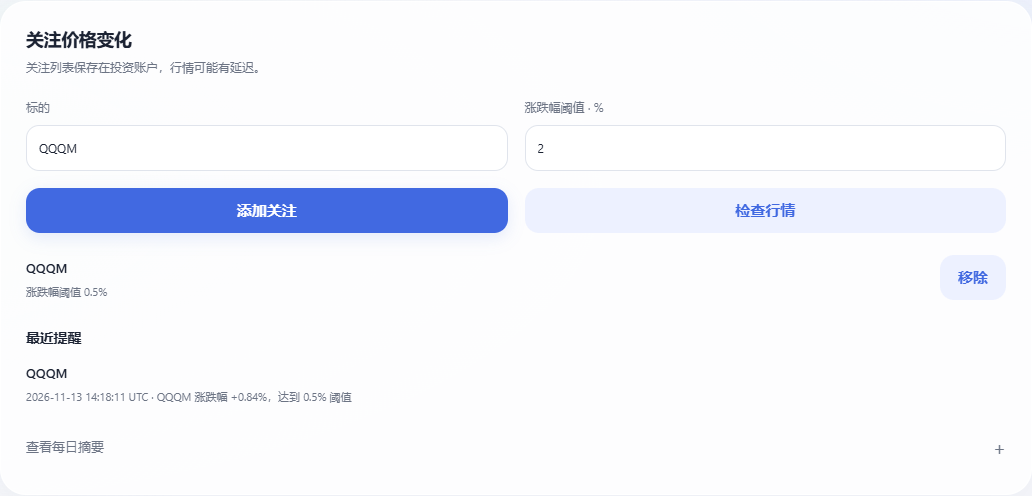 关注价格变化
关注列表保存在投资账户，行情可能有延迟。
标的
涨跌幅阈值 · %
QQQM
2
添加关注
检查行情
QQQM
涨跌幅阈值 0.5%
移除
最近提醒
QQQM
2026-11-13 14:18:11 UTC · QQQM 涨跌幅 +0.84%，达到 0.5% 阈值
查看每日摘要
+